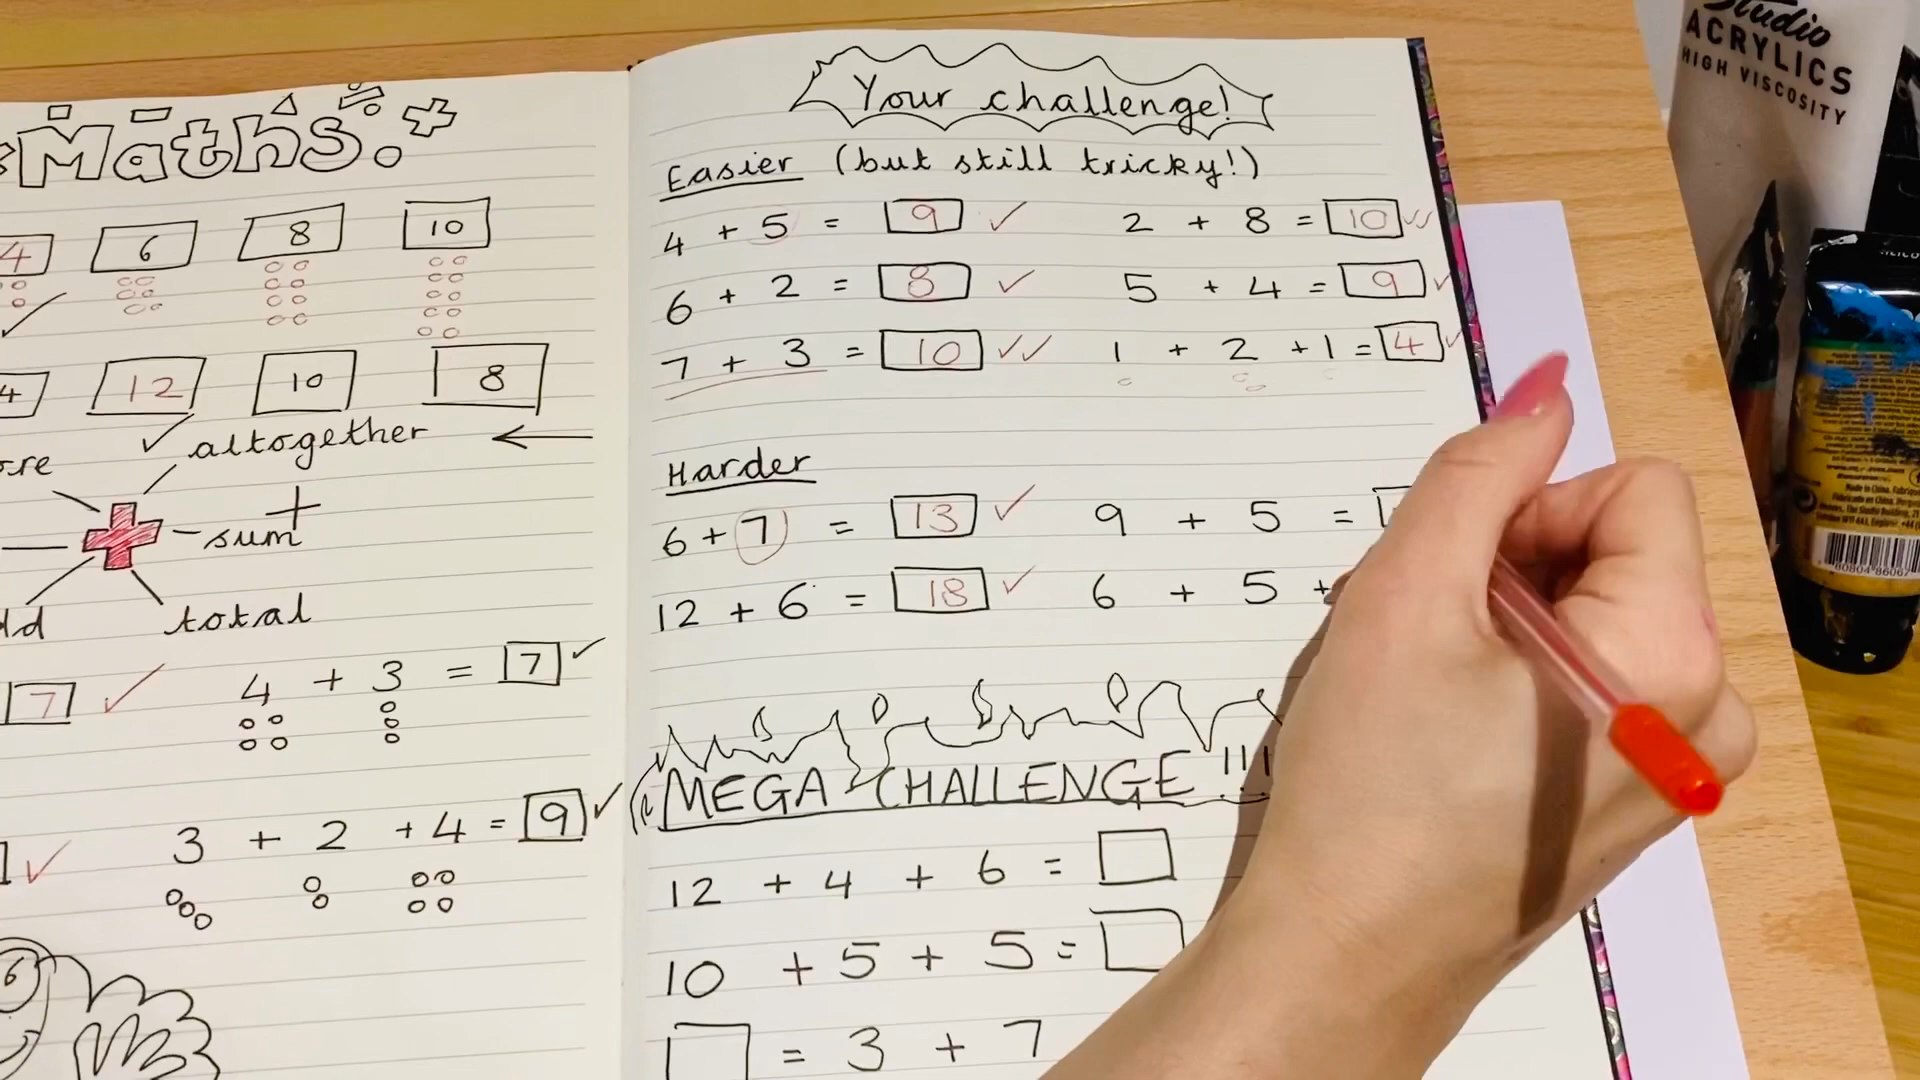 Maths
4 6 8 10
4 12 10 8
altogether
sum
total
7 4 + 3 = 7
3 + 2 + 4 = 9
Your challenge!
Easier (but still tricky!)
4 + 5 = 9 2 + 8 = 10
6 + 2 = 8 5 + 4 = 9
7 + 3 = 10 1 + 2 + 1 = 4
Harder
6 + 7 = 13 9 + 5 =
12 + 6 = 18 6 + 5 +
MEGA CHALLENGE!!!
12 + 4 + 6 =
10 + 5 + 5 =
= 3 + 7
Studio
ACRYLICS
HIGH VISCOSITY